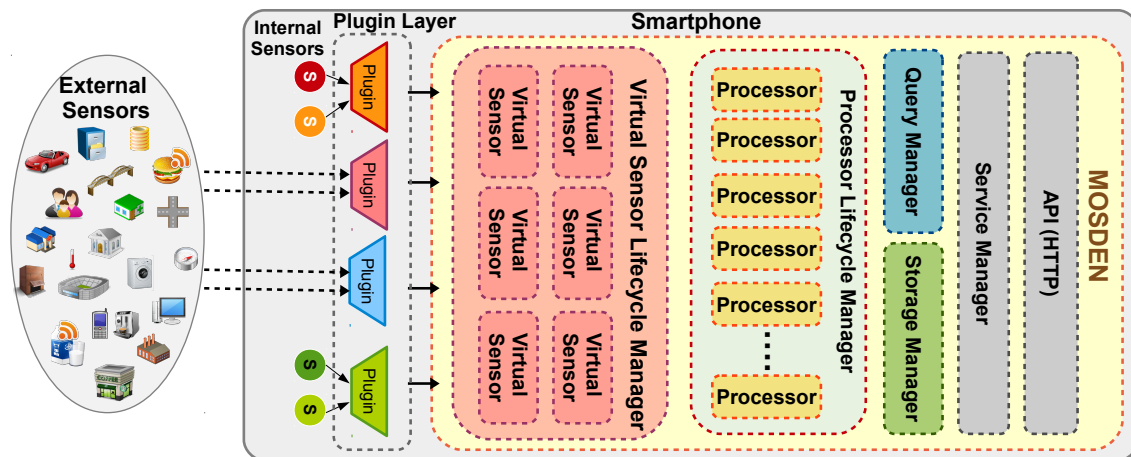 Smartphone
Plugin Layer
Internal
Sensors
External
Sensors
S
S
S
S
Plugin
Plugin
Plugin
Plugin
Virtual
Sensor
Virtual
Sensor
Virtual
Sensor
Virtual
Sensor
Virtual
Sensor
Virtual
Sensor
Virtual Sensor Lifecycle Manager
Processor
Processor
Processor
Processor
Processor
Processor
Processor Lifecycle Manager
Query Manager
Storage Manager
Service Manager
API (HTTP)
MOSDEN